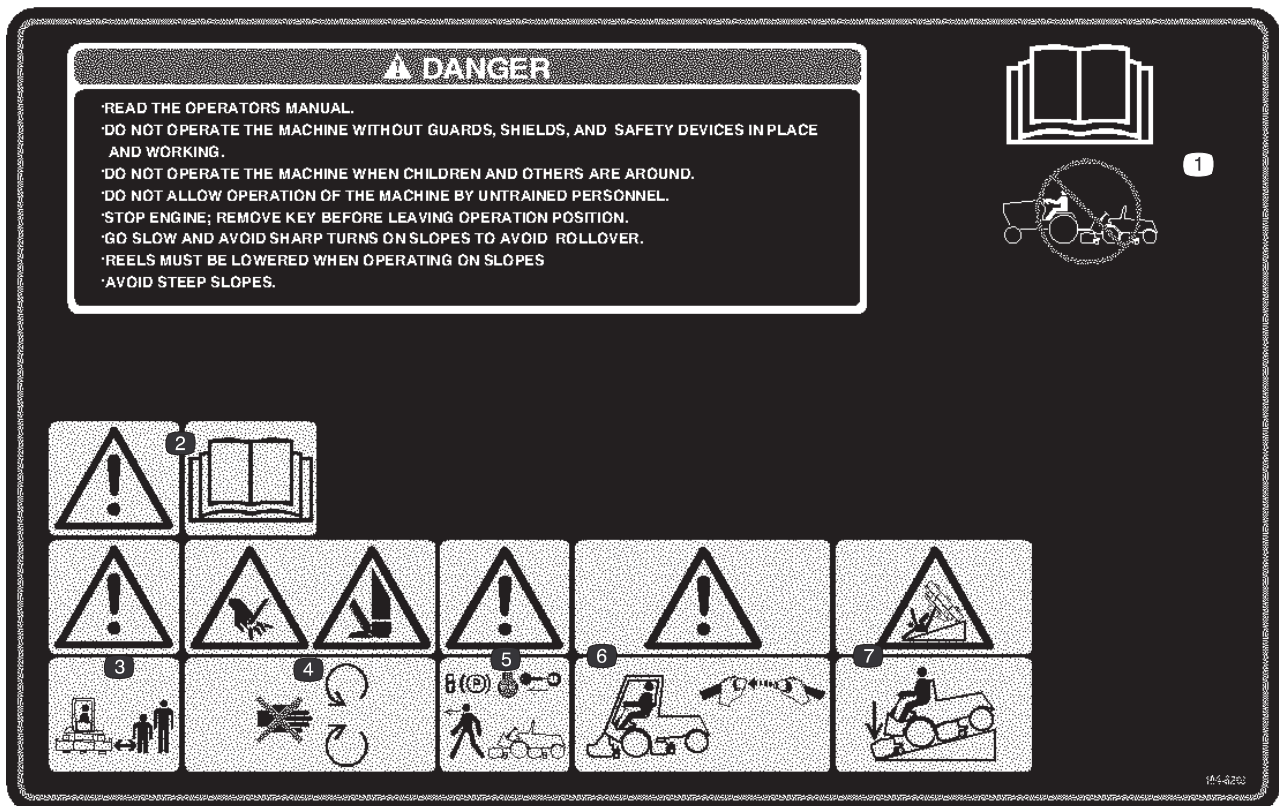 DANGER
·READ THE OPERATORS MANUAL.
·DO NOT OPERATE THE MACHINE WITHOUT GUARDS, SHIELDS, AND SAFETY DEVICES IN PLACE
AND WORKING.
·DO NOT OPERATE THE MACHINE WHEN CHILDREN AND OTHERS ARE AROUND.
·DO NOT ALLOW OPERATION OF THE MACHINE BY UNTRAINED PERSONNEL.
·STOP ENGINE; REMOVE KEY BEFORE LEAVING OPERATION POSITION.
·GO SLOW AND AVOID SHARP TURNS ON SLOPES TO AVOID ROLLOVER.
·REELS MUST BE LOWERED WHEN OPERATING ON SLOPES
·AVOID STEEP SLOPES.
1
2
3
4
5
6
7
(P)